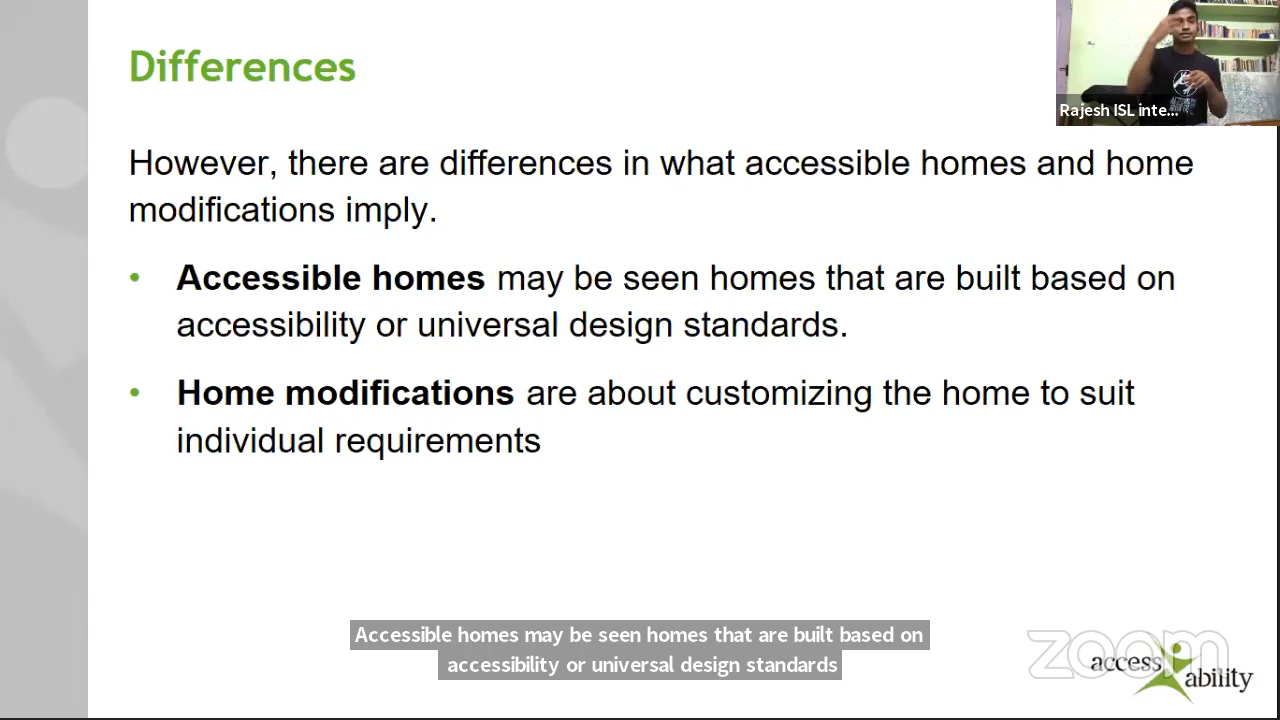 Differences
Rajesh ISL inte...
However, there are differences in what accessible homes and home
modifications imply.
• Accessible homes may be seen homes that are built based on
accessibility or universal design standards.
• Home modifications are about customizing the home to suit
individual requirements
Accessible homes may be seen homes that are built based on
accessibility or universal design standards
zoom
access ability